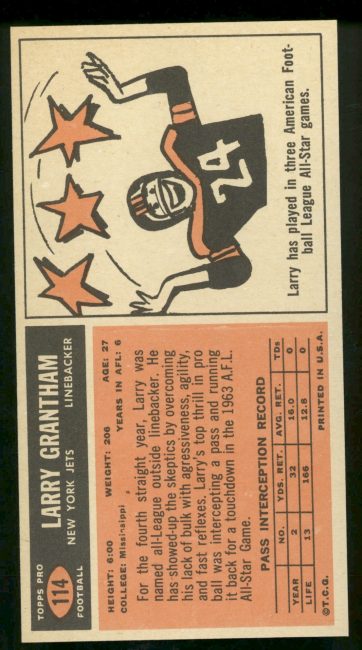 TOPPS PRO
114
FOOTBALL
LARRY GRANTHAM
NEW YORK JETS LINEBACKER
HEIGHT: 6:00 WEIGHT: 206 AGE: 27
COLLEGE: Mississippi YEARS IN AFL: 6
For the fourth straight year, Larry was
named all-League outside linebacker. He
has showed-up the skeptics by overcoming
his lack of bulk with aggressiveness, agility,
and fast reflexes. Larry's top thrill in pro
ball was intercepting a pass and running
it back for a touchdown in the 1963 A.F.L.
All-Star Game.
PASS INTERCEPTION RECORD
NO. YDS. RET. AVG. RET. TDs
YEAR 2 32 16.0 0
LIFE 13 166 12.8 0
©T.C.G. PRINTED IN U.S.A.
24
Larry has played in three American Foot-
ball League All-Star games.